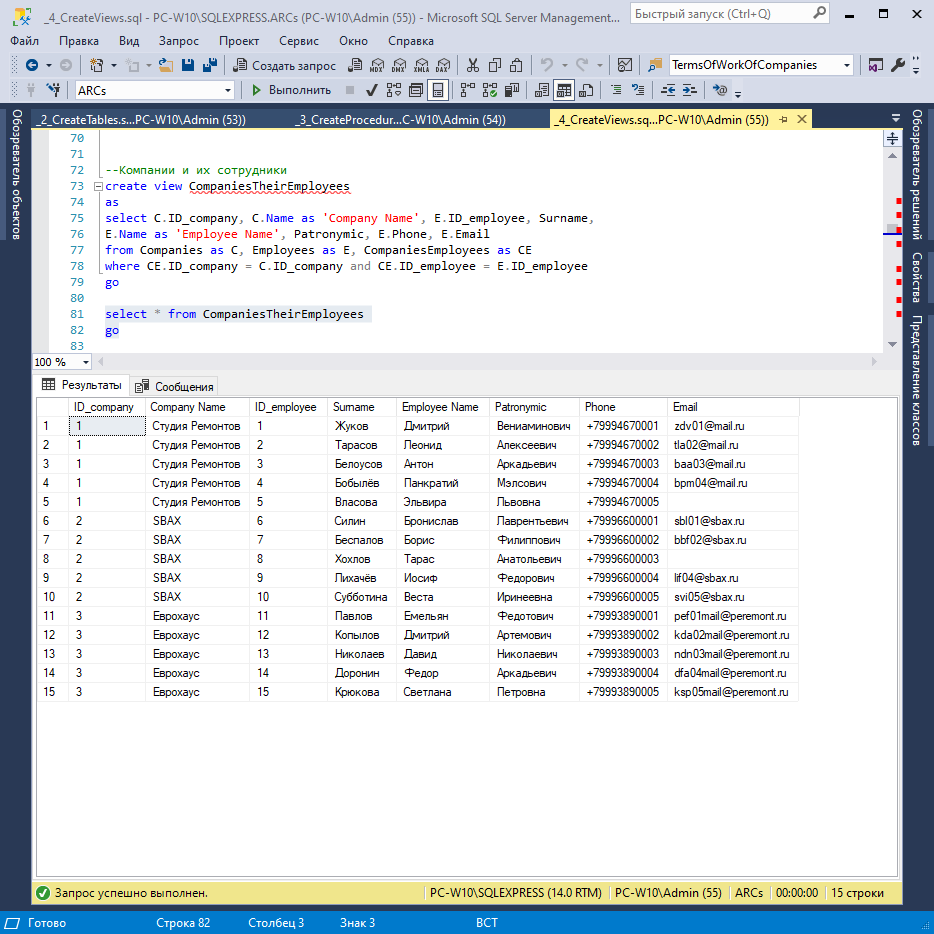 _4_CreateViews.sql - PC-W10\SQLEXPRESS.ARCs (PC-W10\Admin (55)) - Microsoft SQL Server Management...
Быстрый запуск (Ctrl+Q)
Файл Правка Вид Запрос Проект Сервис Окно Справка
Создать запрос MDX DMX XMLA DAX TermsOfWorkOfCompanies
ARCs Выполнить
Обозреватель объектов
_2_CreateTables.s...PC-W10\Admin (53)) _3_CreateProcedur...C-W10\Admin (54)) _4_CreateViews.sq...PC-W10\Admin (55))
70
71
72 --Компании и их сотрудники
73 create view CompaniesTheirEmployees
74 as
75 select C.ID_company, C.Name as 'Company Name', E.ID_employee, Surname,
76 E.Name as 'Employee Name', Patronymic, E.Phone, E.Email
77 from Companies as C, Employees as E, CompaniesEmployees as CE
78 where CE.ID_company = C.ID_company and CE.ID_employee = E.ID_employee
79 go
80
81 select * from CompaniesTheirEmployees
82 go
83
Обозреватель решений
Свойства
Представление классов
100 %
Результаты Сообщения
ID_company Company Name ID_employee Surname Employee Name Patronymic Phone Email
1 1 Студия Ремонтов 1 Жуков Дмитрий Вениаминович +79994670001 zdv01@mail.ru
2 1 Студия Ремонтов 2 Тарасов Леонид Алексеевич +79994670002 tla02@mail.ru
3 1 Студия Ремонтов 3 Белоусов Антон Аркадьевич +79994670003 baa03@mail.ru
4 1 Студия Ремонтов 4 Бобылёв Панкратий Мэлсович +79994670004 bpm04@mail.ru
5 1 Студия Ремонтов 5 Власова Эльвира Львовна +79994670005
6 2 SBAX 6 Силин Бронислав Лаврентьевич +79996600001 sbl01@sbax.ru
7 2 SBAX 7 Беспалов Борис Филиппович +79996600002 bbf02@sbax.ru
8 2 SBAX 8 Хохлов Тарас Анатольевич +79996600003
9 2 SBAX 9 Лихачёв Иосиф Федорович +79996600004 lif04@sbax.ru
10 2 SBAX 10 Субботина Веста Иринеевна +79996600005 svi05@sbax.ru
11 3 Еврохаус 11 Павлов Емельян Федотович +79993890001 pef01mail@peremont.ru
12 3 Еврохаус 12 Копылов Дмитрий Артемович +79993890002 kda02mail@peremont.ru
13 3 Еврохаус 13 Николаев Давид Николаевич +79993890003 ndn03mail@peremont.ru
14 3 Еврохаус 14 Доронин Федор Аркадьевич +79993890004 dfa04mail@peremont.ru
15 3 Еврохаус 15 Крюкова Светлана Петровна +79993890005 ksp05mail@peremont.ru
Запрос успешно выполнен. PC-W10\SQLEXPRESS (14.0 RTM) PC-W10\Admin (55) ARCs 00:00:00 15 строки
Готово Строка 82 Столбец 3 Знак 3 ВСТ